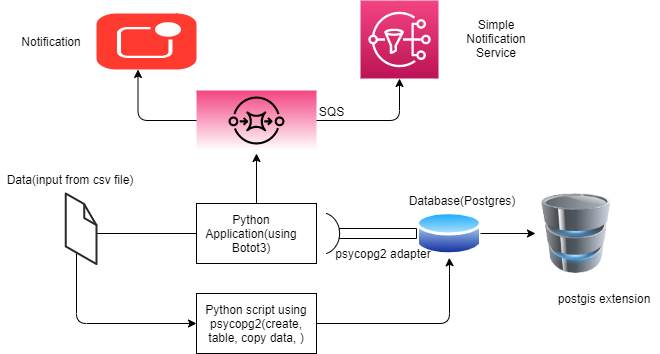 Notification
Simple
Notification
Service
SQS
Data(input from csv file)
Python
Application(using
Botot3)
Database(Postgres)
psycopg2 adapter
postgis extension
Python script using
psycopg2(create,
table, copy data, )